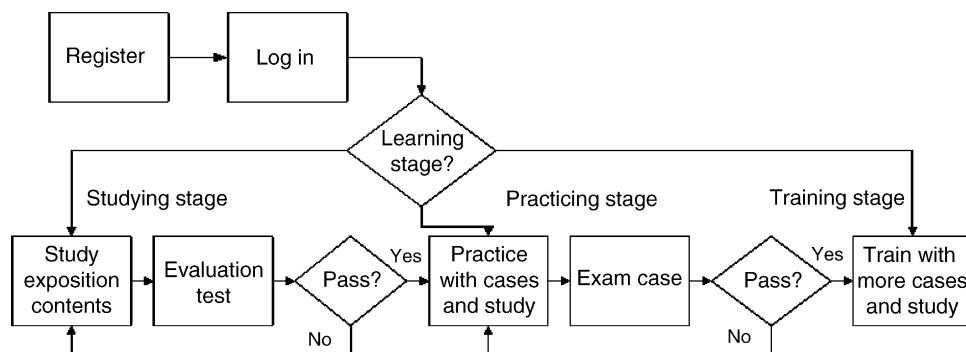 Register
Log in
Learning
stage?
Studying stage
Practicing stage
Training stage
Study
exposition
contents
Evaluation
test
Pass?
Yes
No
Practice
with cases
and study
Exam case
Pass?
Yes
No
Train with
more cases
and study